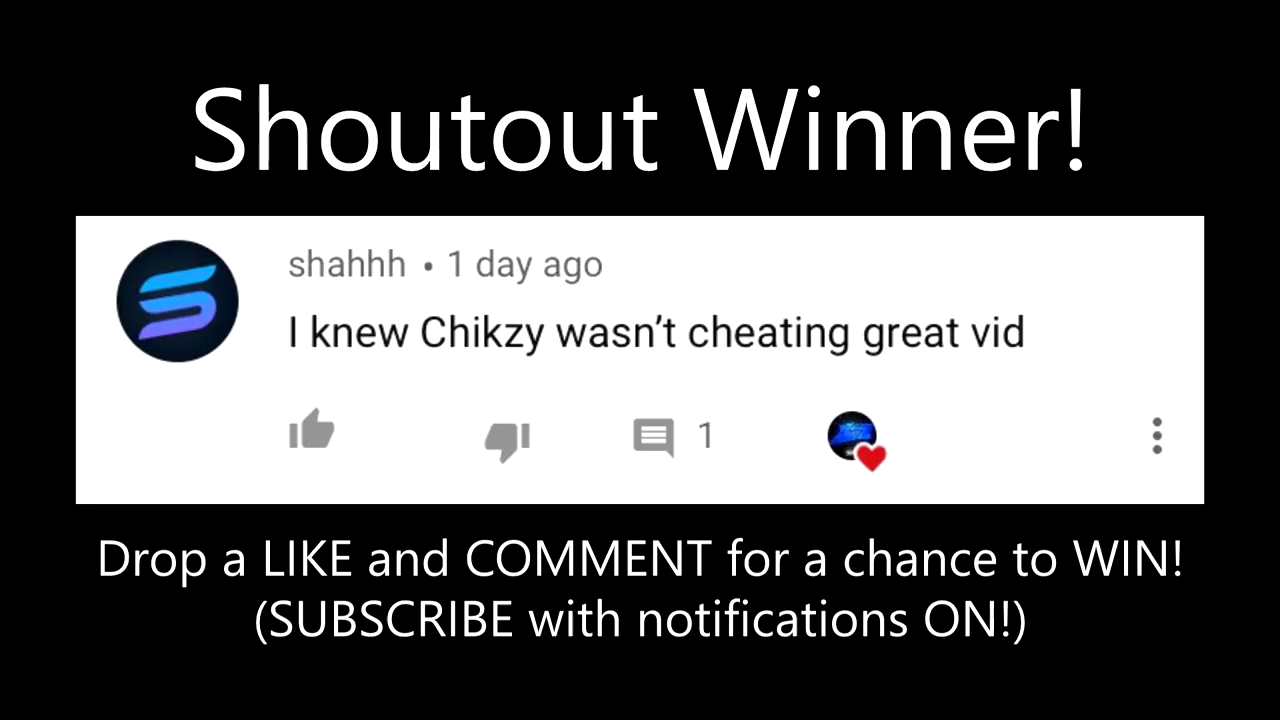 Shoutout Winner!
shahhh • 1 day ago
I knew Chikzy wasn’t cheating great vid
1
Drop a LIKE and COMMENT for a chance to WIN!
(SUBSCRIBE with notifications ON!)